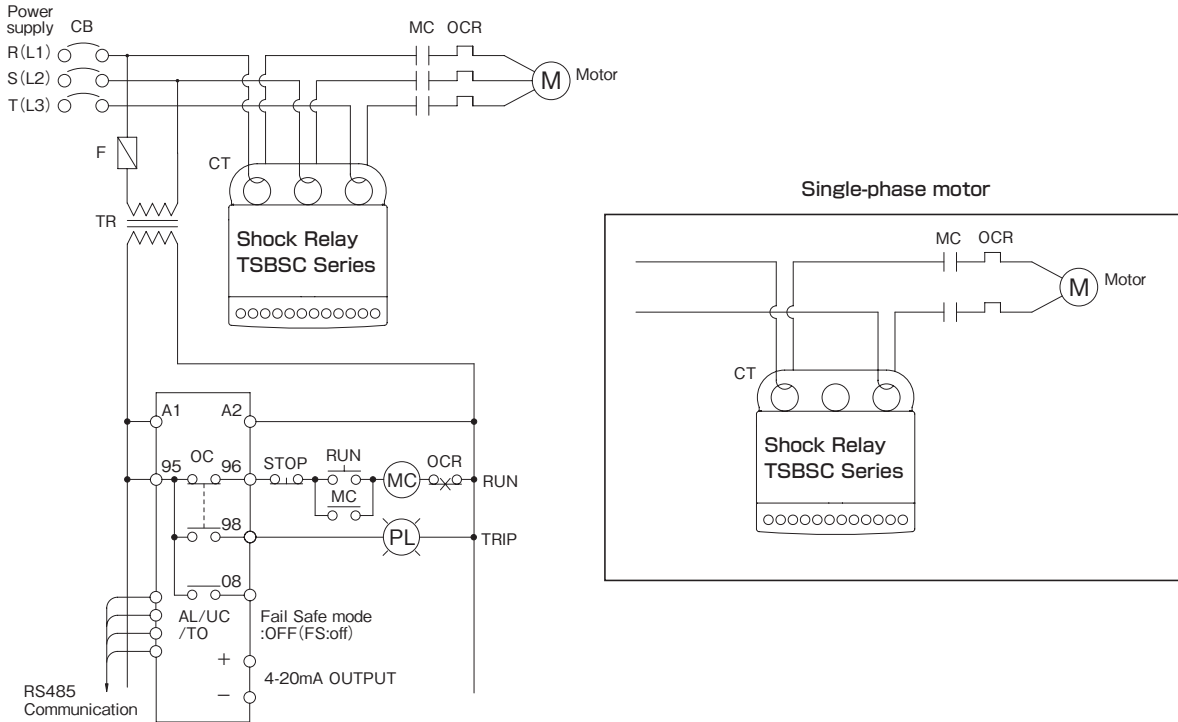 Power
supply CB
R(L1)
S(L2)
T(L3)
MC OCR
M Motor
F
CT
TR
Shock Relay
TSBSC Series
A1 A2
95 OC 96 STOP RUN MC OCR RUN
MC
98 PL TRIP
08
AL/UC
/TO
Fail Safe mode
:OFF(FS:off)
+
4-20mA OUTPUT
−
RS485
Communication
Single-phase motor
MC OCR
M Motor
CT
Shock Relay
TSBSC Series